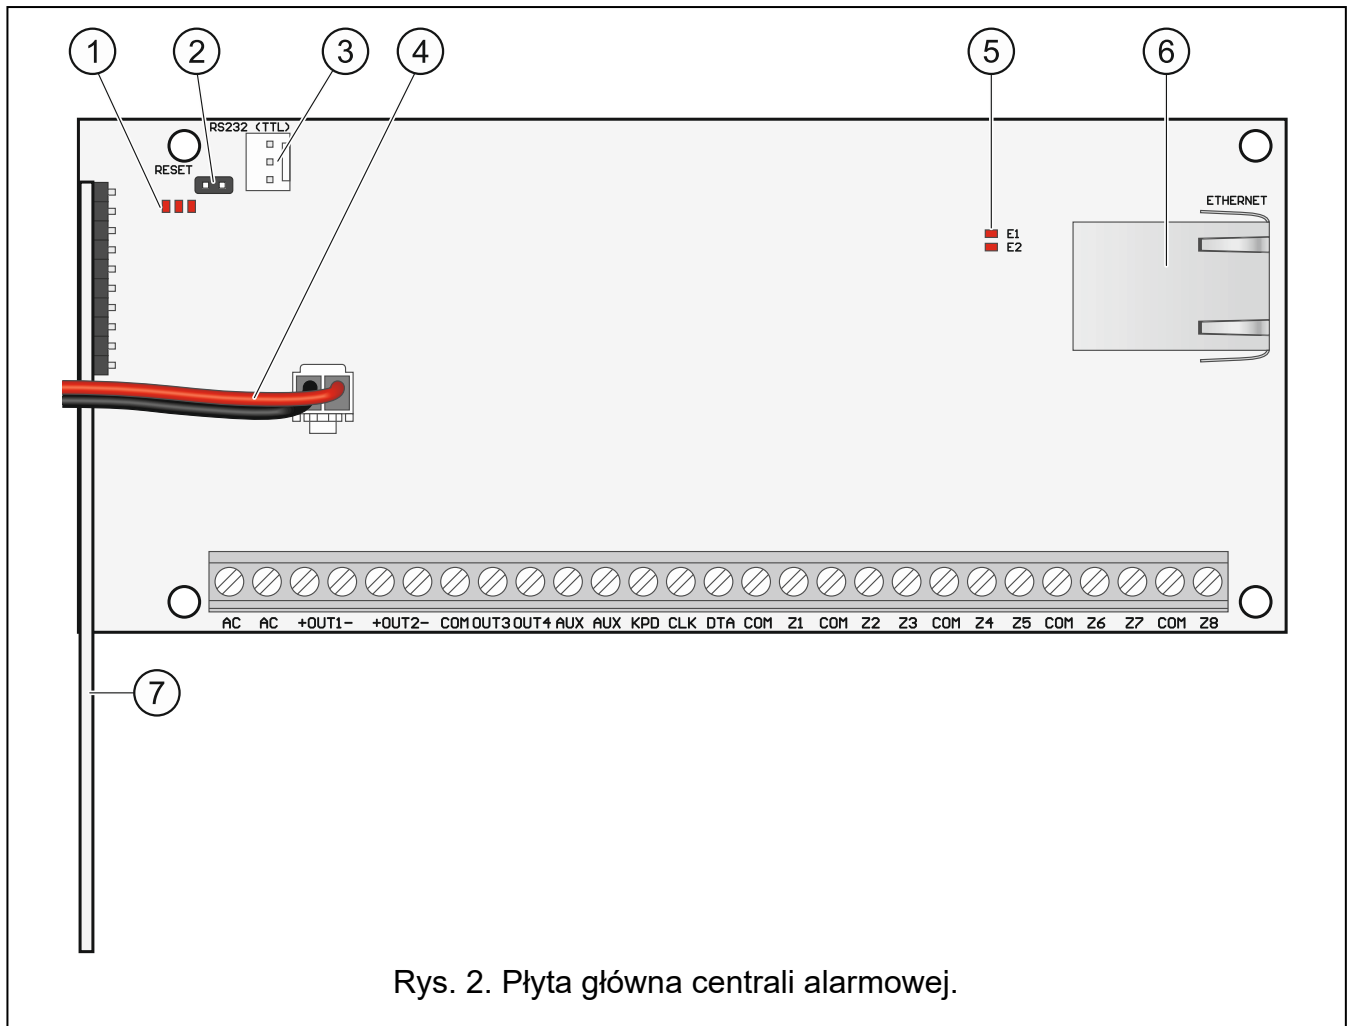 1 2 3 4 5 6
RS232 (TTL)
RESET
ETHERNET
E1
E2
AC AC +OUT1- +OUT2- COM OUT3 OUT4 AUX AUX KPD CLK DTA COM Z1 COM Z2 Z3 COM Z4 Z5 COM Z6 Z7 COM Z8
7
Rys. 2. Płyta główna centrali alarmowej.